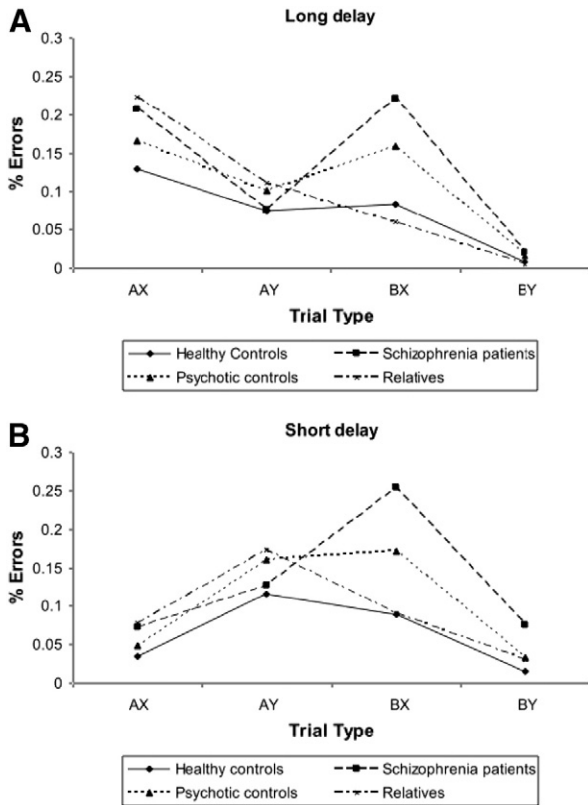 A
Long delay
0.3
0.25
0.2
0.15
0.1
0.05
0
% Errors
AX AY BX BY
Trial Type
Healthy Controls Schizophrenia patients
Psychotic controls Relatives
B
Short delay
0.3
0.25
0.2
0.15
0.1
0.05
0
% Errors
AX AY BX BY
Trial Type
Healthy Controls Schizophrenia patients
Psychotic controls Relatives